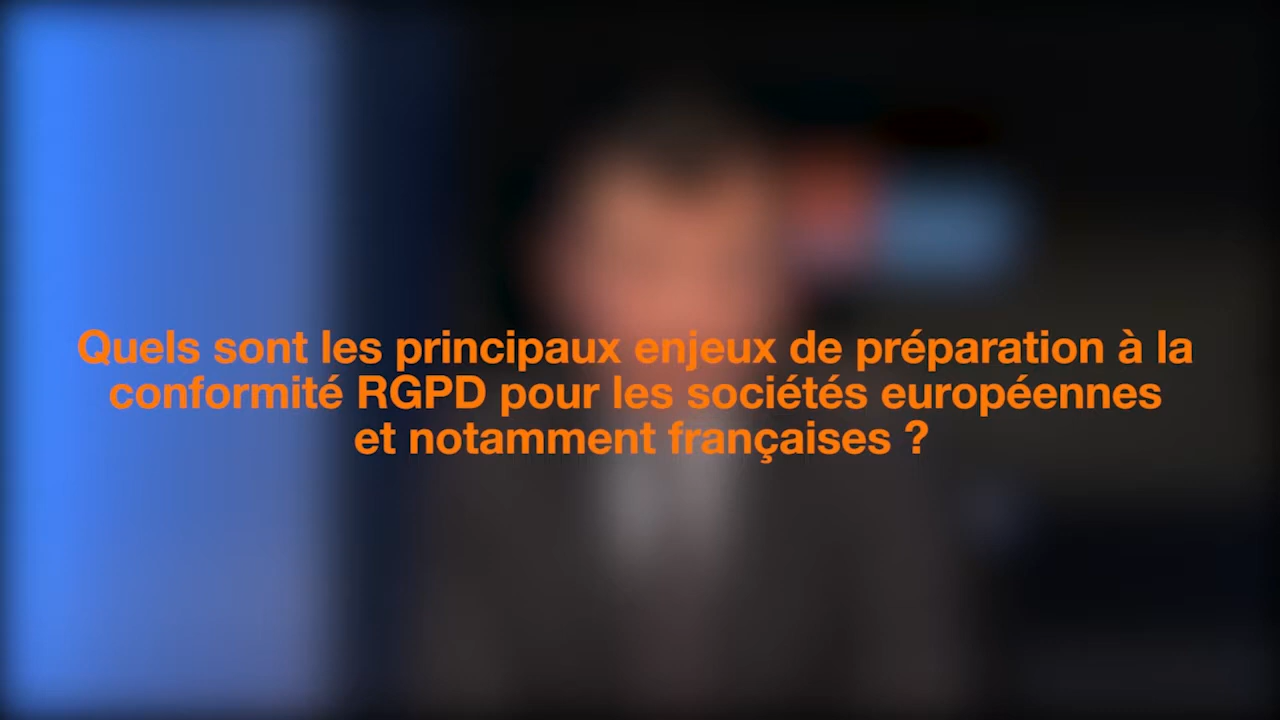 Quels sont les principaux enjeux de préparation à la
conformité RGPD pour les sociétés européennes
et notamment françaises ?